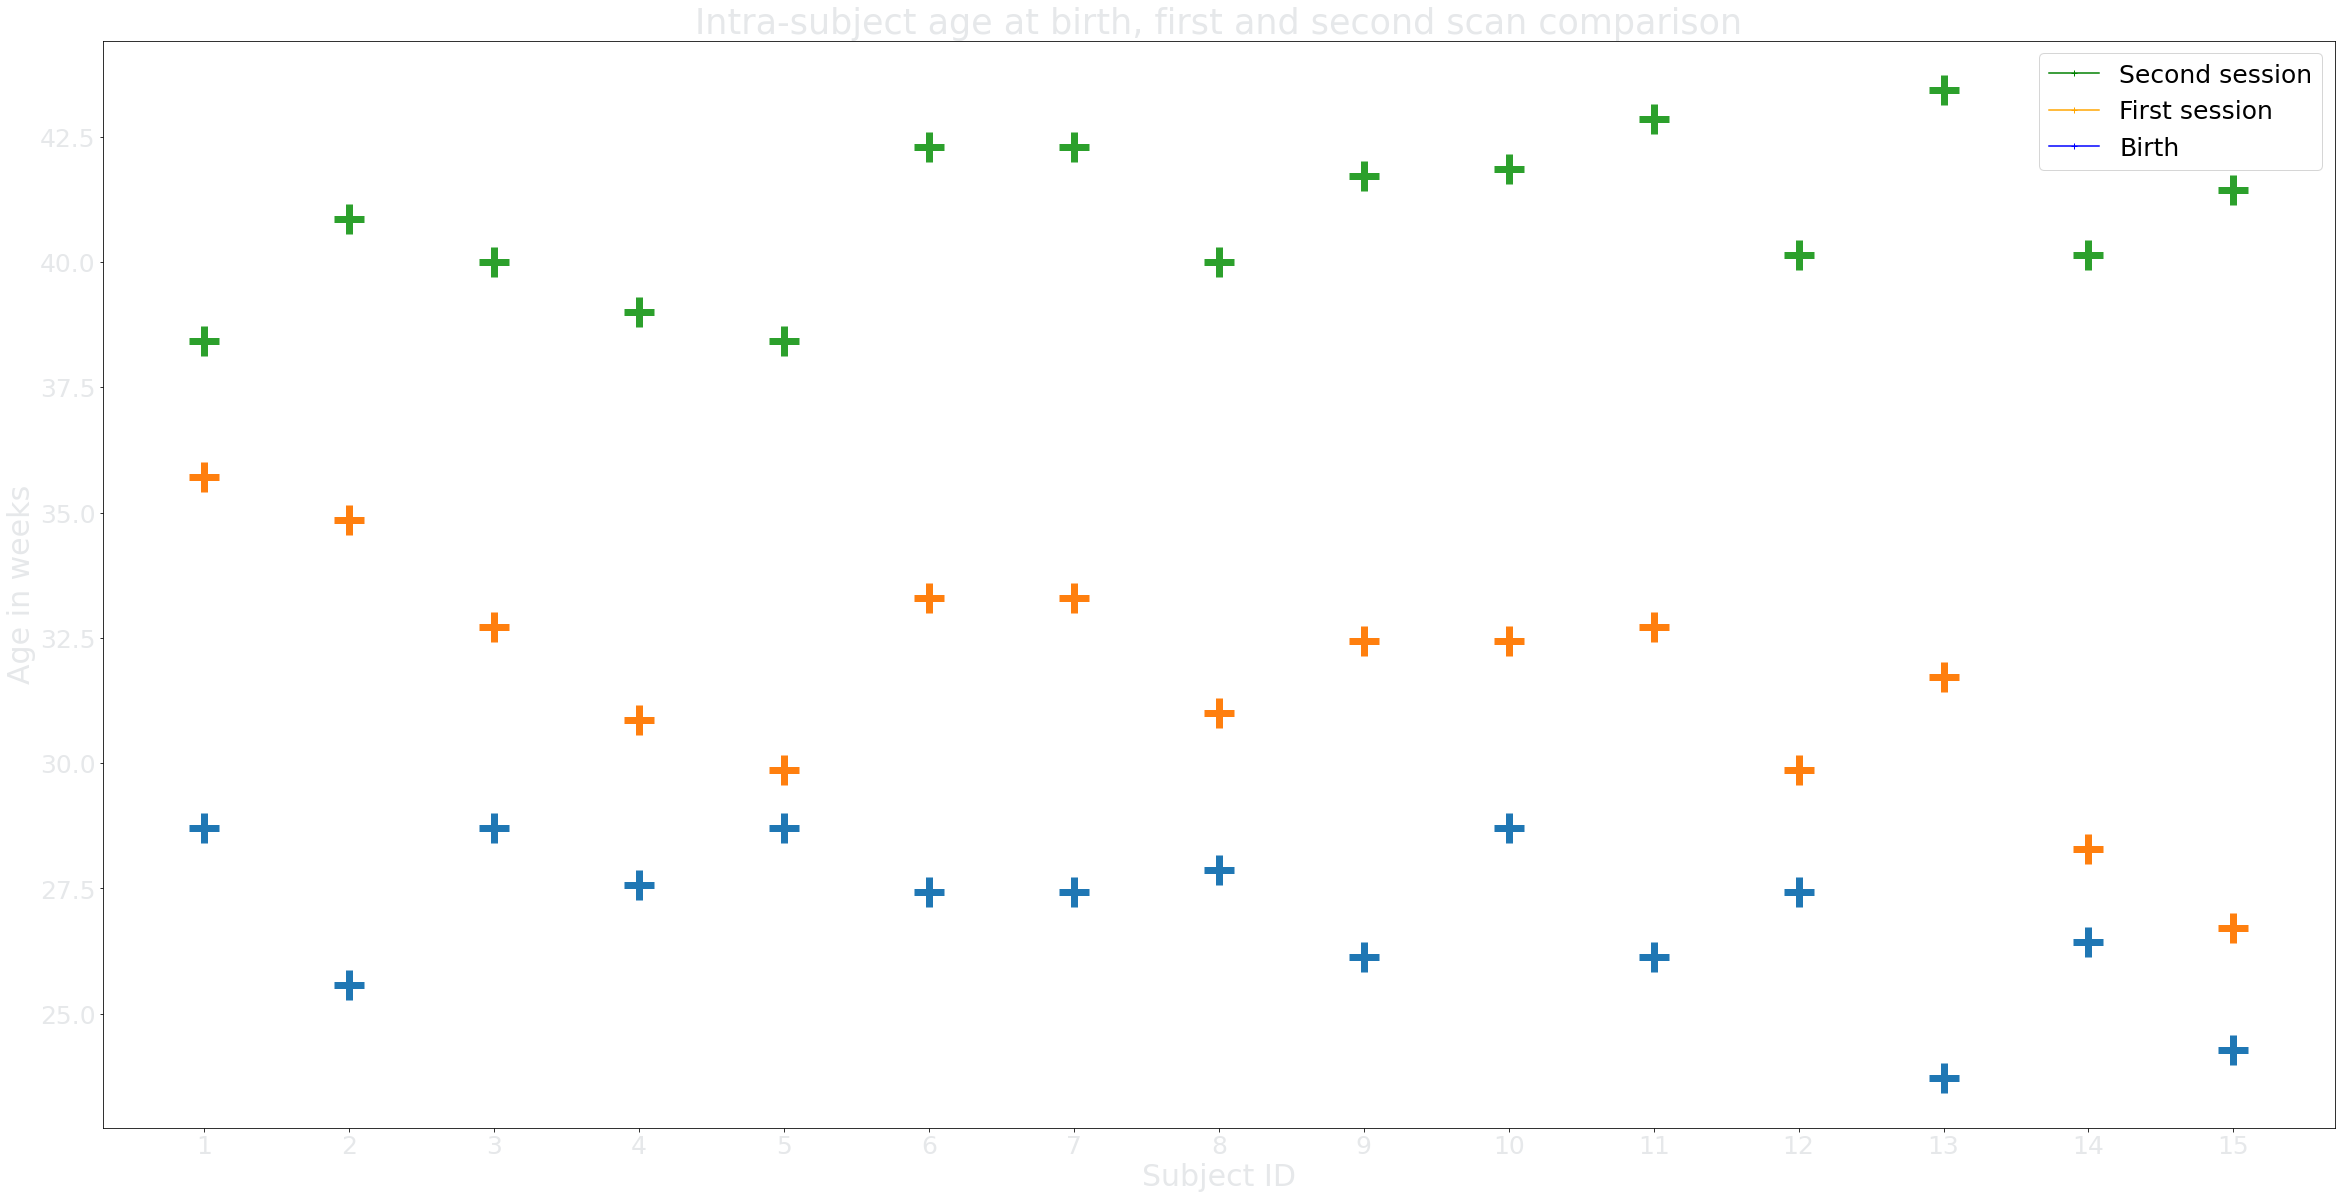 Intra-subject age at birth, first and second scan comparison
Second session
First session
Birth
42.5
40.0
37.5
35.0
32.5
30.0
27.5
25.0
Age in weeks
1 2 3 4 5 6 7 8 9 10 11 12 13 14 15
Subject ID